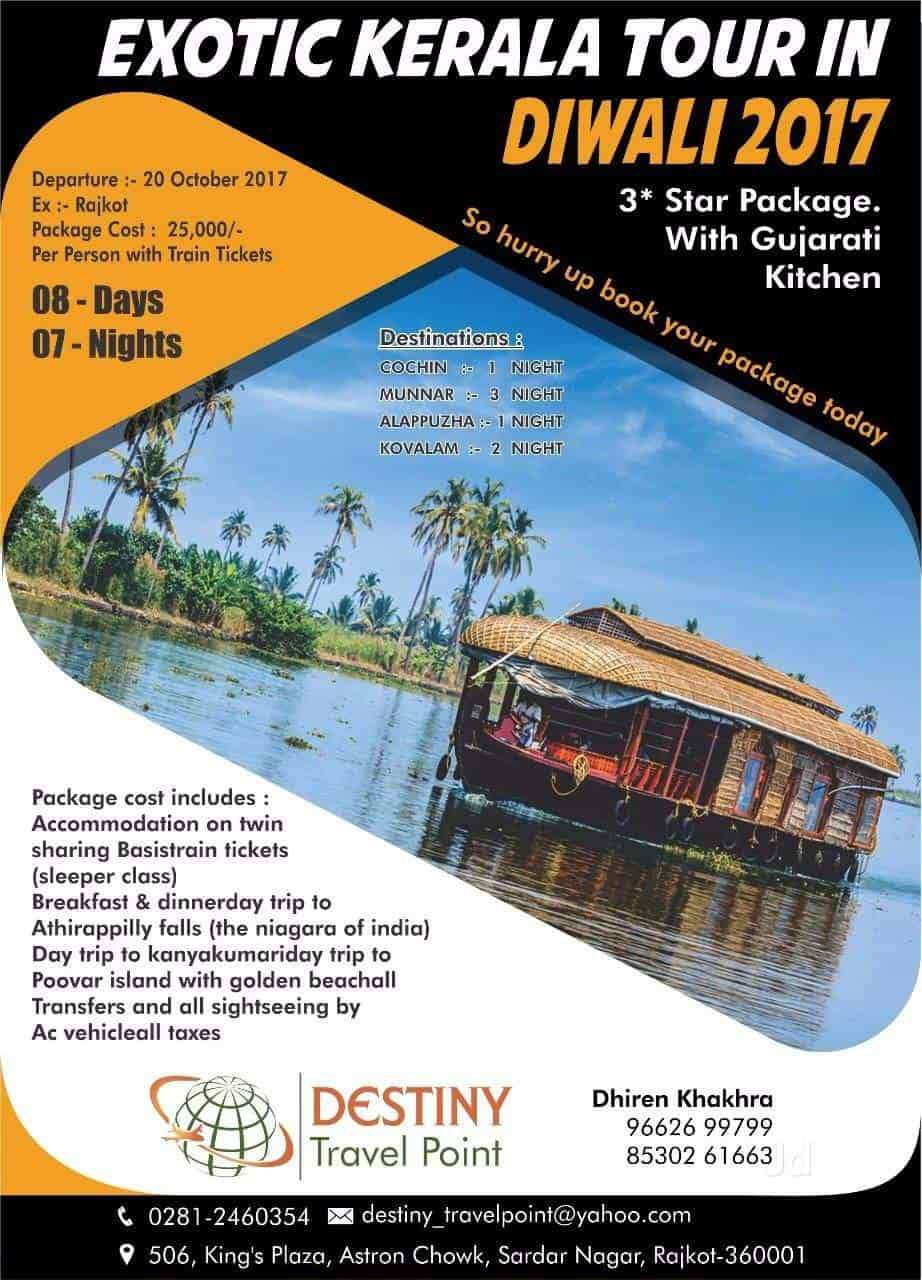 EXOTIC KERALA TOUR IN
DIWALI 2017
3* Star Package.
With Gujarati
Kitchen
Departure :- 20 October 2017
Ex :- Rajkot
Package Cost : 25,000/-
Per Person with Train Tickets
08 - Days
07 - Nights
So hurry up book your package today
Destinations :
COCHIN :- 1 NIGHT
MUNNAR :- 3 NIGHT
ALAPPUZHA :- 1 NIGHT
KOVALAM :- 2 NIGHT
Package cost includes :
Accommodation on twin
sharing Basistrain tickets
(sleeper class)
Breakfast & dinnerday trip to
Athirappilly falls (the niagara of india)
Day trip to kanyakumariday trip to
Poovar island with golden beachall
Transfers and all sightseeing by
Ac vehicleall taxes
DESTINY
Travel Point
Dhiren Khakhra
96626 99799
85302 61663
Jd
0281-2460354 destiny_travelpoint@yahoo.com
506, King's Plaza, Astron Chowk, Sardar Nagar, Rajkot-360001